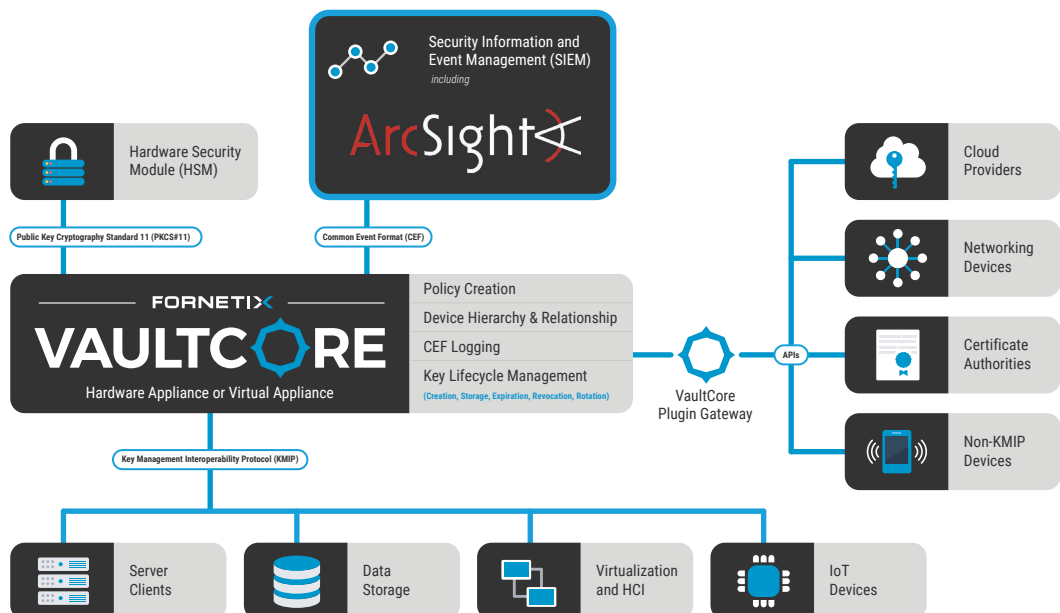 Security Information and
Event Management (SIEM)
including
ArcSight
Hardware Security
Module (HSM)
Public Key Cryptography Standard 11 (PKCS#11)
Common Event Format (CEF)
FORNETIX
VAULTCORE
Hardware Appliance or Virtual Appliance
Policy Creation
Device Hierarchy & Relationship
CEF Logging
Key Lifecycle Management
(Creation, Storage, Expiration, Revocation, Rotation)
VaultCore
Plugin Gateway
APIs
Cloud
Providers
Networking
Devices
Certificate
Authorities
Non-KMIP
Devices
Key Management Interoperability Protocol (KMIP)
Server
Clients
Data
Storage
Virtualization
and HCI
IoT
Devices